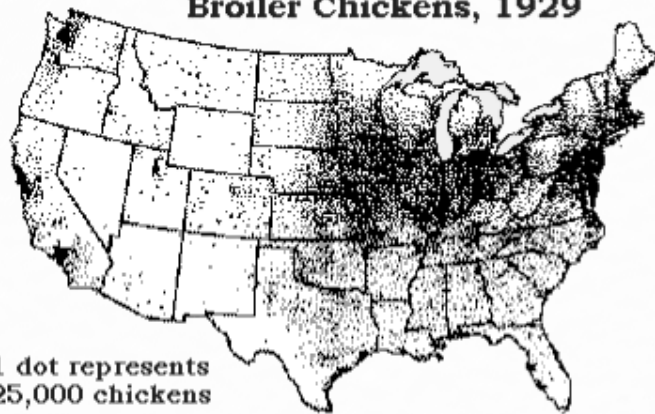 Broiler Chickens, 1929
1 dot represents
25,000 chickens